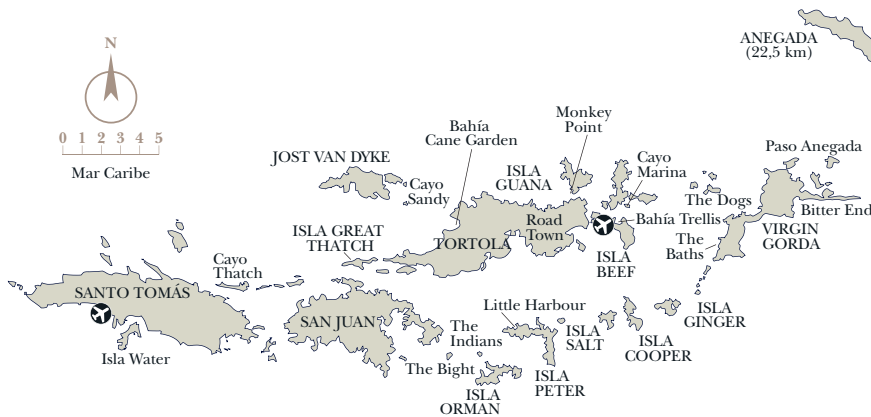 N
0 1 2 3 4 5
Mar Caribe
ANEGADA
(22,5 km)
Monkey
Point
Bahía
Cane Garden
JOST VAN DYKE
Cayo
Sandy
ISLA
GUANA
Cayo
Marina
Paso Anegada
The Dogs
Bitter End
VIRGIN
GORDA
The
Baths
Bahía Trellis
ISLA
BEEF
Road
Town
TORTOLA
ISLA GREAT
THATCH
Cayo
Thatch
SANTO TOMÁS
Isla Water
SAN JUAN
The
Indians
Little Harbour
The Bight
ISLA
ORMAN
ISLA
PETER
ISLA
SALT
ISLA
COOPER
ISLA
GINGER